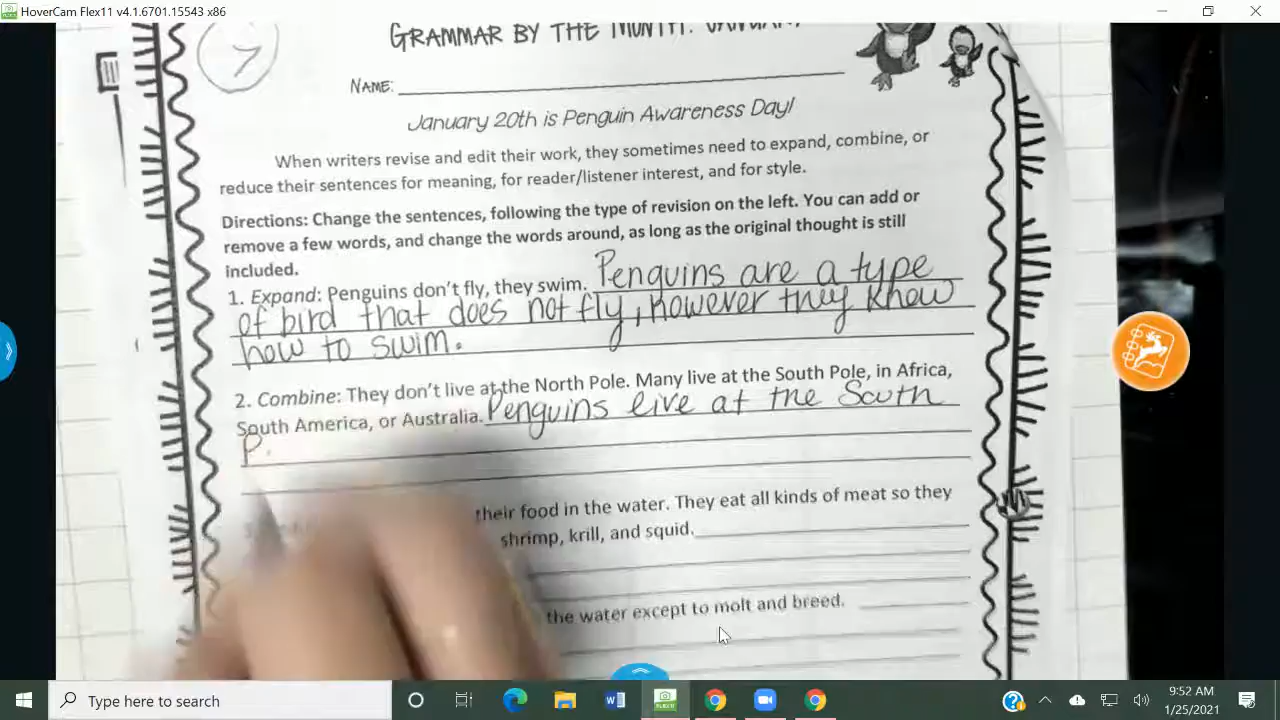 HoverCam Flex11 v4.1.6701.15543 x86
7
GRAMMAR BY THE MONTH: JANUARY
NAME:
January 20th is Penguin Awareness Day!
When writers revise and edit their work, they sometimes need to expand, combine, or
reduce their sentences for meaning, for reader/listener interest, and for style.
Directions: Change the sentences, following the type of revision on the left. You can add or
remove a few words, and change the words around, as long as the original thought is still
included.
1. Expand: Penguins don't fly, they swim. Penguins are a type
of bird that does not fly, however they know
how to swim.
2. Combine: They don't live at the North Pole. Many live at the South Pole, in Africa,
South America, or Australia. Penguins live at the South
P.
their food in the water. They eat all kinds of meat so they
shrimp, krill, and squid.
the water except to molt and breed.
FLEX11
Type here to search
9:52 AM
1/25/2021